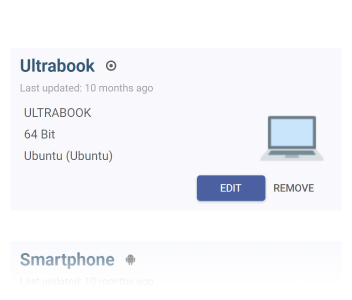 Ultrabook
Last updated: 10 months ago
ULTRABOOK
64 Bit
Ubuntu (Ubuntu)
EDIT REMOVE
Smartphone
Last updated: 10 months ago